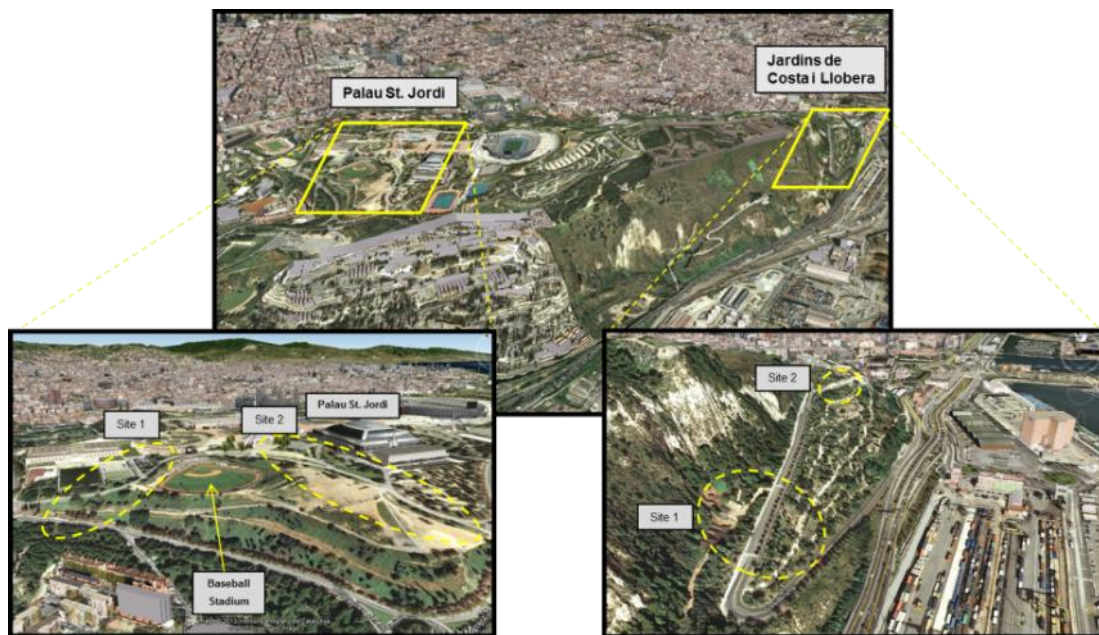 Palau St. Jordi
Jardins de
Costa i Llobera
Site 1
Site 2
Palau St. Jordi
Baseball
Stadium
Site 2
Site 1